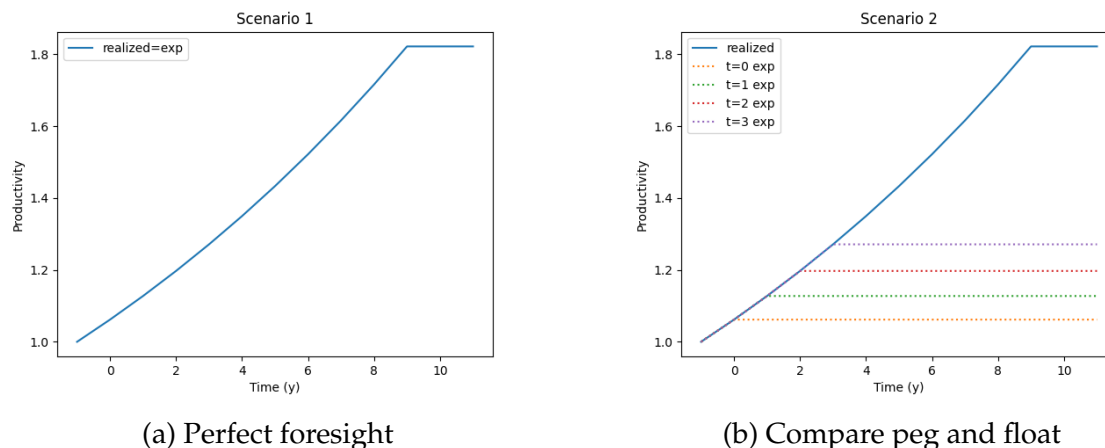 Scenario 1
realized=exp
1.8
1.6
1.4
1.2
1.0
Productivity
0 2 4 6 8 10
Time (y)
(a) Perfect foresight
Scenario 2
realized
t=0 exp
t=1 exp
t=2 exp
t=3 exp
1.8
1.6
1.4
1.2
1.0
Productivity
0 2 4 6 8 10
Time (y)
(b) Compare peg and float